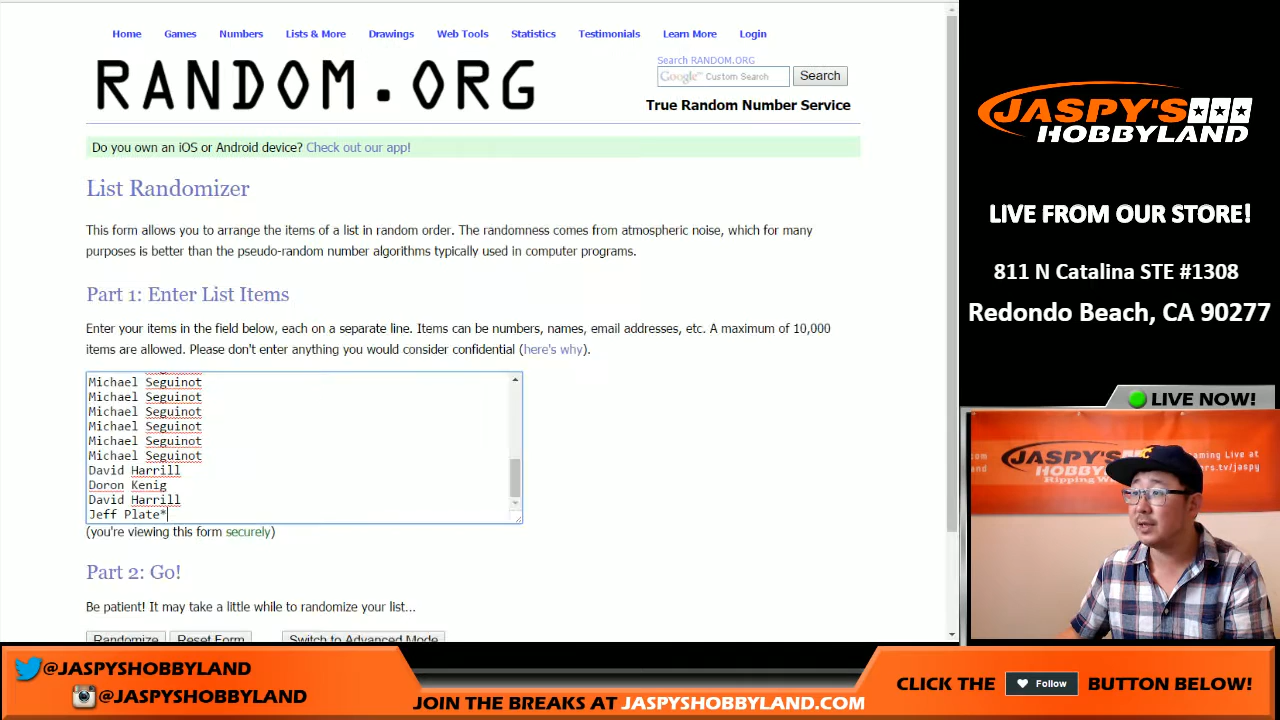 Home Games Numbers Lists & More Drawings Web Tools Statistics Testimonials Learn More Login
RANDOM.ORG
Search RANDOM.ORG
Google™ Custom Search Search
True Random Number Service
Do you own an iOS or Android device? Check out our app!
List Randomizer
This form allows you to arrange the items of a list in random order. The randomness comes from atmospheric noise, which for many
purposes is better than the pseudo-random number algorithms typically used in computer programs.
Part 1: Enter List Items
Enter your items in the field below, each on a separate line. Items can be numbers, names, email addresses, etc. A maximum of 10,000
items are allowed. Please don't enter anything you would consider confidential (here's why).
Michael Seguinot
Michael Seguinot
Michael Seguinot
Michael Seguinot
Michael Seguinot
Michael Seguinot
David Harrill
Doron Kenig
David Harrill
Jeff Plate*
(you're viewing this form securely)
Part 2: Go!
Be patient! It may take a little while to randomize your list...
Randomize Reset Form Switch to Advanced Mode
JASPY'S
HOBBYLAND
LIVE FROM OUR STORE!
811 N Catalina STE #1308
Redondo Beach, CA 90277
LIVE NOW!
JASPY'S
HOBBYLAND
@JASPYSHOBBYLAND
@JASPYSHOBBYLAND
JOIN THE BREAKS AT JASPYSHOBBYLAND.COM
CLICK THE Follow BUTTON BELOW!